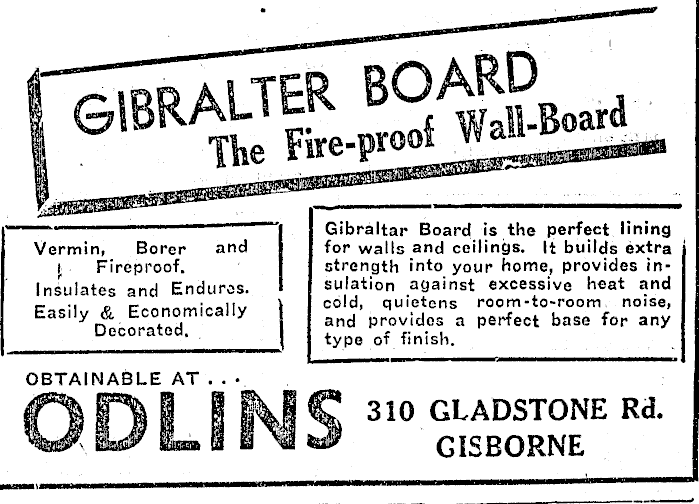 GIBRALTER BOARD
The Fire-proof Wall-Board
Vermin, Borer and
Fireproof.
Insulates and Endures.
Easily & Economically
Decorated.
Gibraltar Board is the perfect lining
for walls and ceilings. It builds extra
strength into your home, provides in-
sulation against excessive heat and
cold, quietens room-to-room noise,
and provides a perfect base for any
type of finish.
OBTAINABLE AT . . .
ODLINS
310 GLADSTONE Rd.
GISBORNE